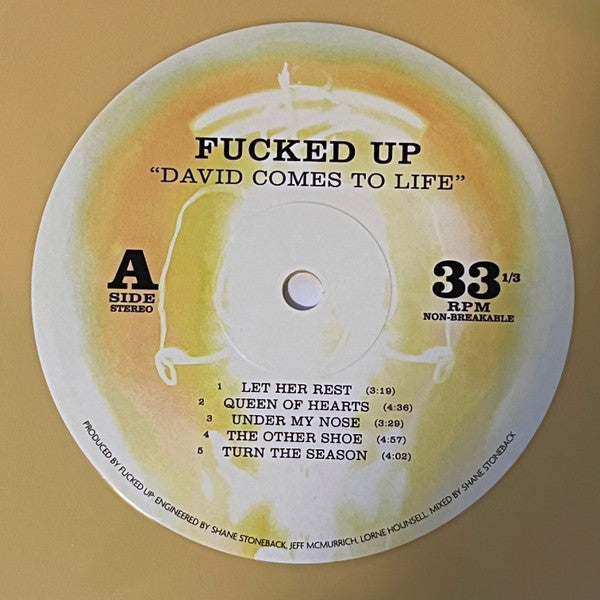 FUCKED UP
"DAVID COMES TO LIFE"
A
SIDE
STEREO
33 1/3
RPM
NON-BREAKABLE
1 LET HER REST (3:19)
2 QUEEN OF HEARTS (4:36)
3 UNDER MY NOSE (3:29)
4 THE OTHER SHOE (4:57)
5 TURN THE SEASON (4:02)
PRODUCED BY FUCKED UP ENGINEERED BY SHANE STONEBACK, JEFF MCMURRICH, LORNE HOUNSELL. MIXED BY SHANE STONEBACK